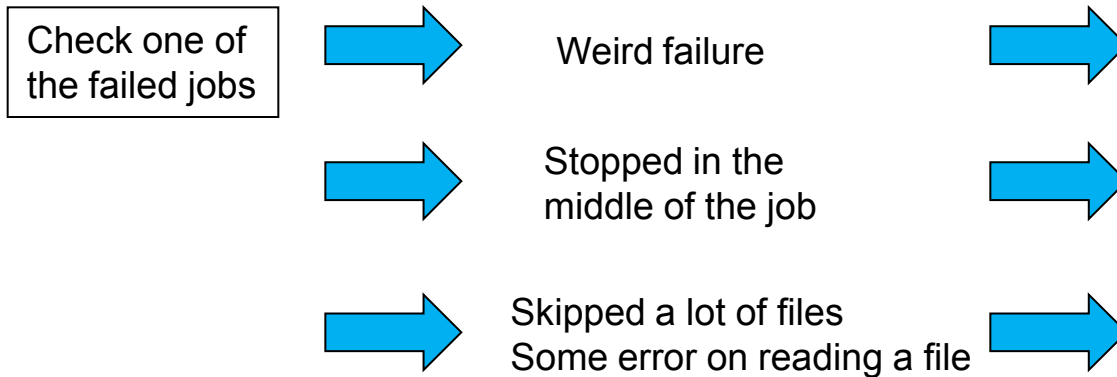 Check one of
the failed jobs
Weird failure
Stopped in the
middle of the job
Skipped a lot of files
Some error on reading a file